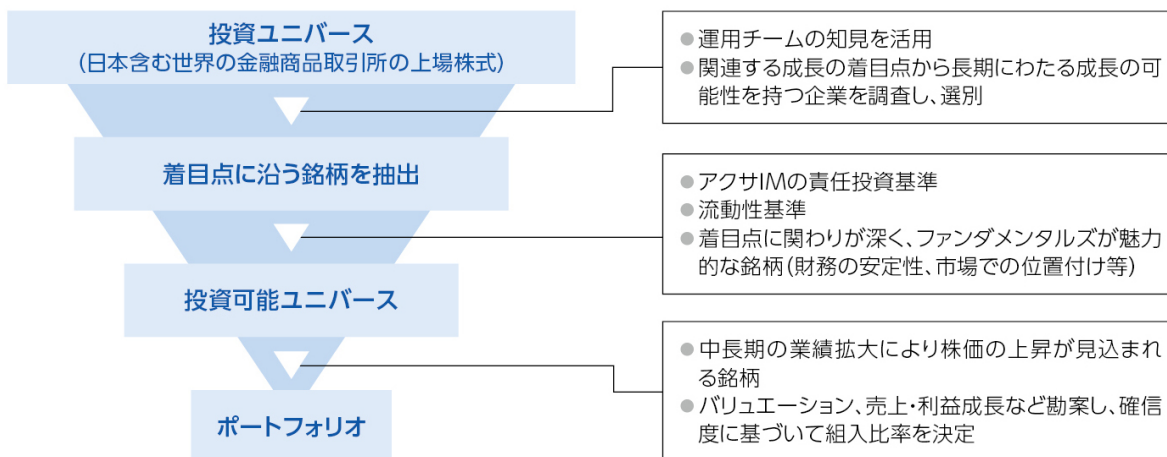 投資ユニバース
(日本含む世界の金融商品取引所の上場株式)
着目点に沿う銘柄を抽出
投資可能ユニバース
ポートフォリオ
●運用チームの知見を活用
●関連する成長の着目点から長期にわたる成長の可
能性を持つ企業を調査し、選別
●アクサIMの責任投資基準
●流動性基準
●着目点に関わりが深く、ファンダメンタルズが魅力
的な銘柄(財務の安定性、市場での位置付け等)
●中長期の業績拡大により株価の上昇が見込まれ
る銘柄
●バリュエーション、売上・利益成長など勘案し、確信
度に基づいて組入比率を決定